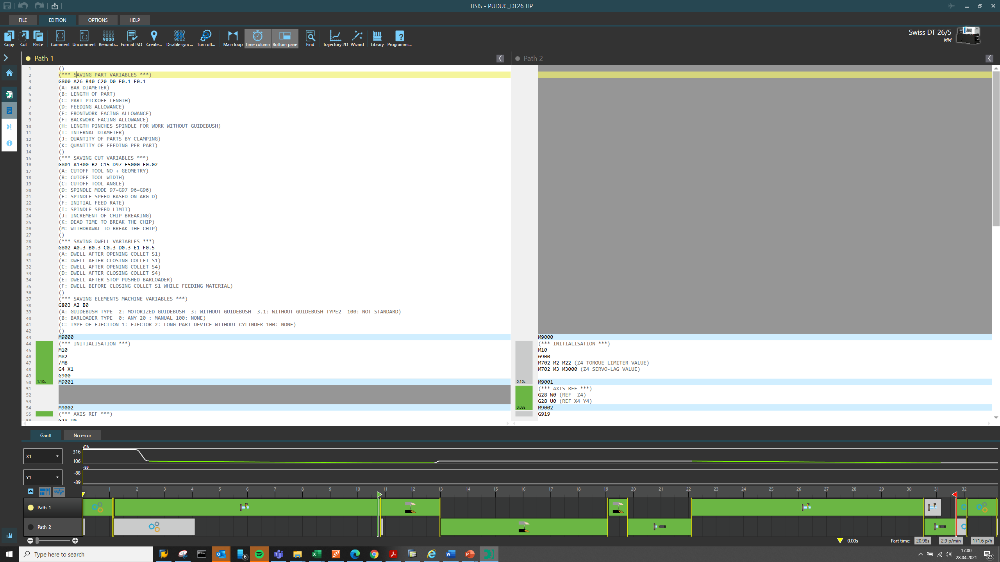 TISIS - PUDUC_DT26.TIP
FILE EDITION OPTIONS HELP
Copy Cut Paste Comment Uncomment Renumb... Format ISO Create... Disable sync... Turn off... Main loop Time column Bottom pane Find Trajectory 2D Wizard Library Programmi...
Swiss DT 26/5
MM
Path 1
Path 2
1 ()
2 (*** SAVING PART VARIABLES ***)
3 G800 A26 B40 C20 D0 E0.1 F0.1
4 (A: BAR DIAMETER)
5 (B: LENGTH OF PART)
6 (C: PART PICKOFF LENGTH)
7 (D: FEEDING ALLOWANCE)
8 (E: FRONTWORK FACING ALLOWANCE)
9 (F: BACKWORK FACING ALLOWANCE)
10 (H: LENGTH PINCHES SPINDLE FOR WORK WITHOUT GUIDEBUSH)
11 (I: INTERNAL DIAMETER)
12 (J: QUANTITY OF PARTS BY CLAMPING)
13 (K: QUANTITY OF FEEDING PER PART)
14 ()
15 (*** SAVING CUT VARIABLES ***)
16 G801 A1300 B2 C15 D97 E5000 F0.02
17 (A: CUTOFF TOOL NO + GEOMETRY)
18 (B: CUTOFF TOOL WIDTH)
19 (C: CUTOFF TOOL ANGLE)
20 (D: SPINDLE MODE 97=G97 96=G96)
21 (E: SPINDLE SPEED BASED ON ARG D)
22 (F: INITIAL FEED RATE)
23 (I: SPINDLE SPEED LIMIT)
24 (J: INCREMENT OF CHIP BREAKING)
25 (K: DEAD TIME TO BREAK THE CHIP)
26 (M: WITHDRAWAL TO BREAK THE CHIP)
27 ()
28 (*** SAVING DWELL VARIABLES ***)
29 G802 A0.3 B0.3 C0.3 D0.3 E1 F0.5
30 (A: DWELL AFTER OPENING COLLET S1)
31 (B: DWELL AFTER CLOSING COLLET S1)
32 (C: DWELL AFTER OPENING COLLET S4)
33 (D: DWELL AFTER CLOSING COLLET S4)
34 (E: DWELL AFTER STOP PUSHED BARLOADER)
35 (F: DWELL BEFORE CLOSING COLLET S1 WHILE FEEDING MATERIAL)
36 ()
37 (*** SAVING ELEMENTS MACHINE VARIABLES ***)
38 G803 A2 B0
39 (A: GUIDEBUSH TYPE  2: MOTORIZED GUIDEBUSH  3: WITHOUT GUIDEBUSH  3.1: WITHOUT GUIDEBUSH TYPE2  100: NOT STANDARD)
40 (B: BARLOADER TYPE  0: ANY 20 : MANUAL 100: NONE)
41 (C: TYPE OF EJECTION 1: EJECTOR 2: LONG PART DEVICE WITHOUT CYLINDER 100: NONE)
42 ()
43 M9000
44 (*** INITIALISATION ***)
45 M10
46 M82
47 /M8
48 G4 X1
49 G900
50 1.10s M9001
51
52
53
54 M9002
55 (*** AXIS REF ***)
56 G28 U0
M9000
(*** INITIALISATION ***)
M10
G900
M702 M2 M22 (Z4 TORQUE LIMITER VALUE)
M702 M3 M3000 (Z4 SERVO-LAG VALUE)
0.10s M9001
(*** AXIS REF ***)
G28 W0 (REF  Z4)
G28 U0 (REF X4 Y4)
0.03s M9002
G919
Gantt No error
316
X1 316
106
-89
Y1 -88
-89
1 2 3 4 5 6 7 8 9 10 11 12 13 14 15 16 17 18 19 20 21 22 23 24 25 26 27 28 29 30 31 32
Path 1
Path 2
0.00s Part time: 20.98s 2.9 p/min 171.6 p/h
Type here to search
6
17:00
28.04.2021
23